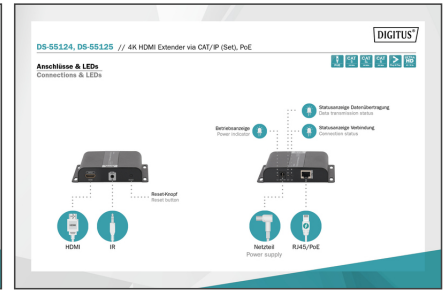 DIGITUS®
DS-55124, DS-55125 // 4K HDMI Extender via CAT/IP (Set), PoE
Anschlüsse & LEDs
Connections & LEDs
Statusanzeige Datenübertragung
Data transmission status
Betriebsanzeige
Power indicator
Statusanzeige Verbindung
Connection status
Reset-Knopf
Reset button
HDMI
IR
Netzteil
Power supply
RJ45/PoE